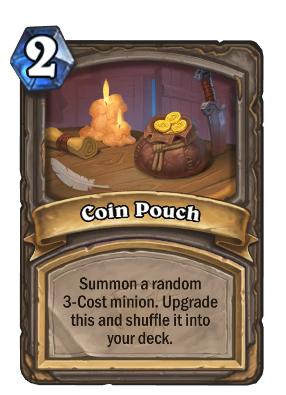 2
Coin Pouch
Summon a random
3-Cost minion. Upgrade
this and shuffle it into
your deck.